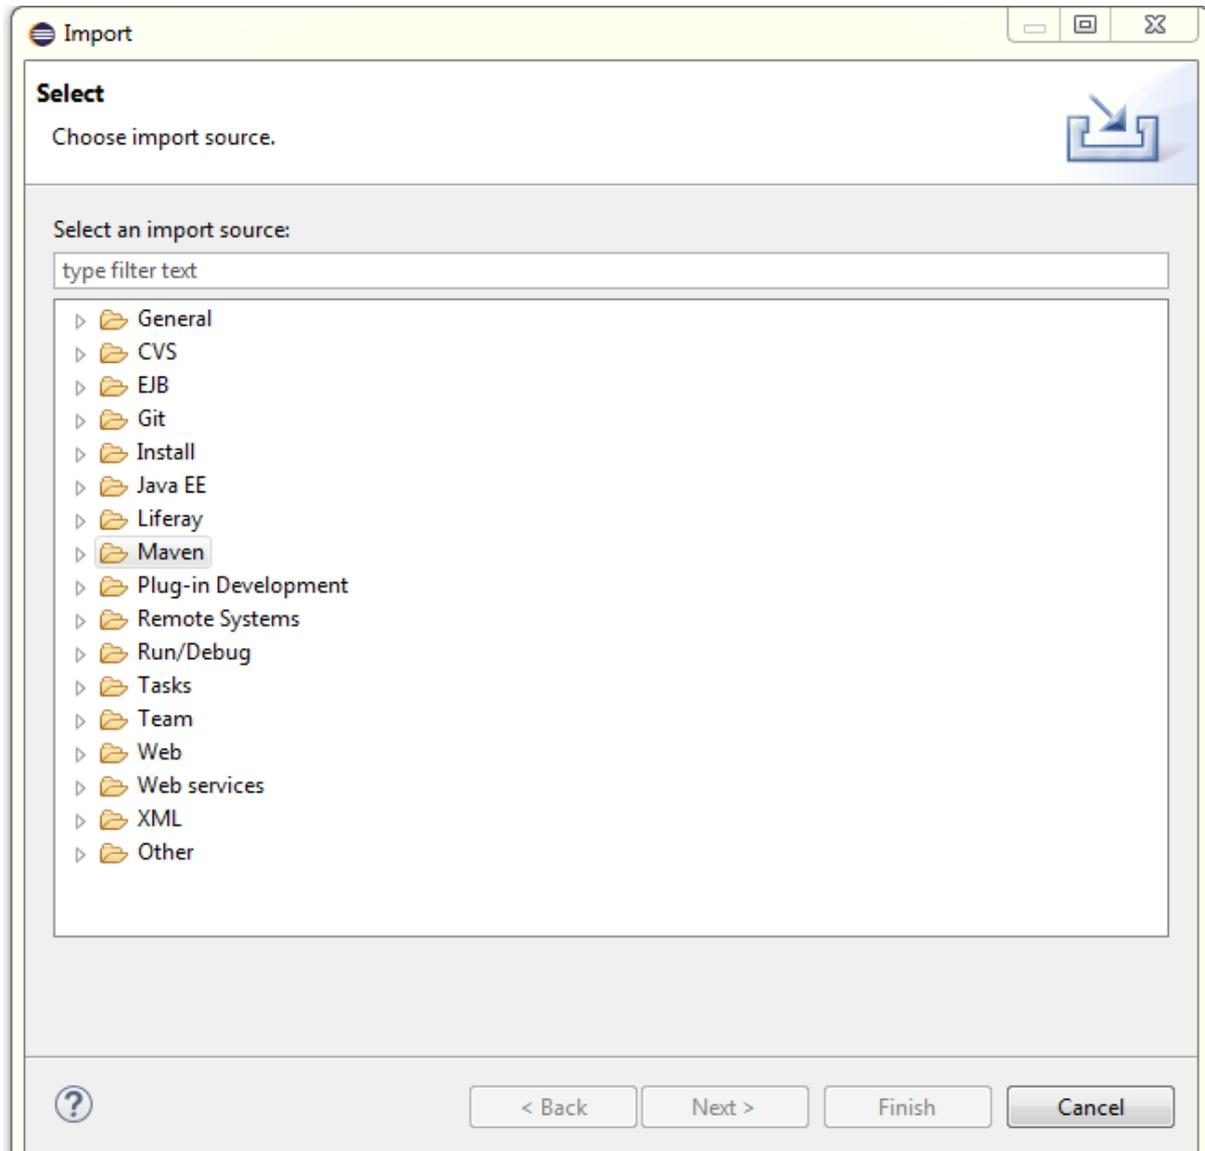 Import
Select
Choose import source.
Select an import source:
type filter text
General
CVS
EJB
Git
Install
Java EE
Liferay
Maven
Plug-in Development
Remote Systems
Run/Debug
Tasks
Team
Web
Web services
XML
Other
? < Back Next > Finish Cancel